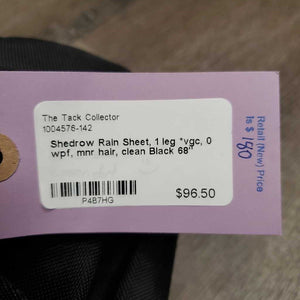 The Tack Collector
1004576-142
Shedrow Rain Sheet, 1 leg *vgc, 0
wpf, mnr hair, clean Black 68"
$96.50
P4B7HG
Retail (New) Price
is $ 180